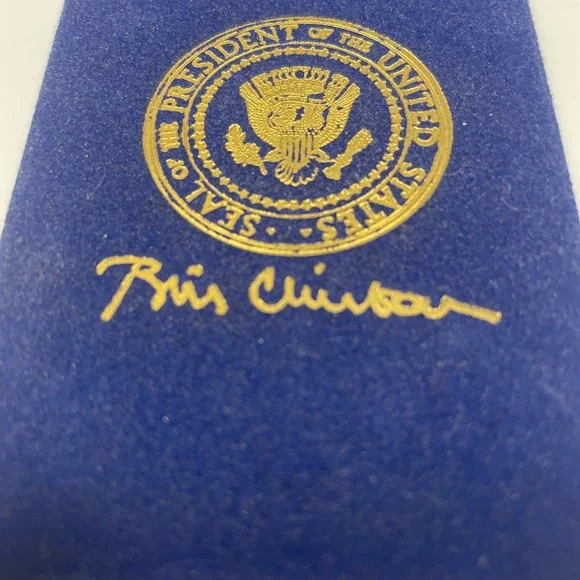 SEAL OF THE PRESIDENT OF THE UNITED STATES
Bill Clinton